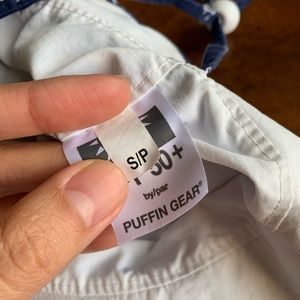 S/P
50+
by/par
PUFFIN GEAR®